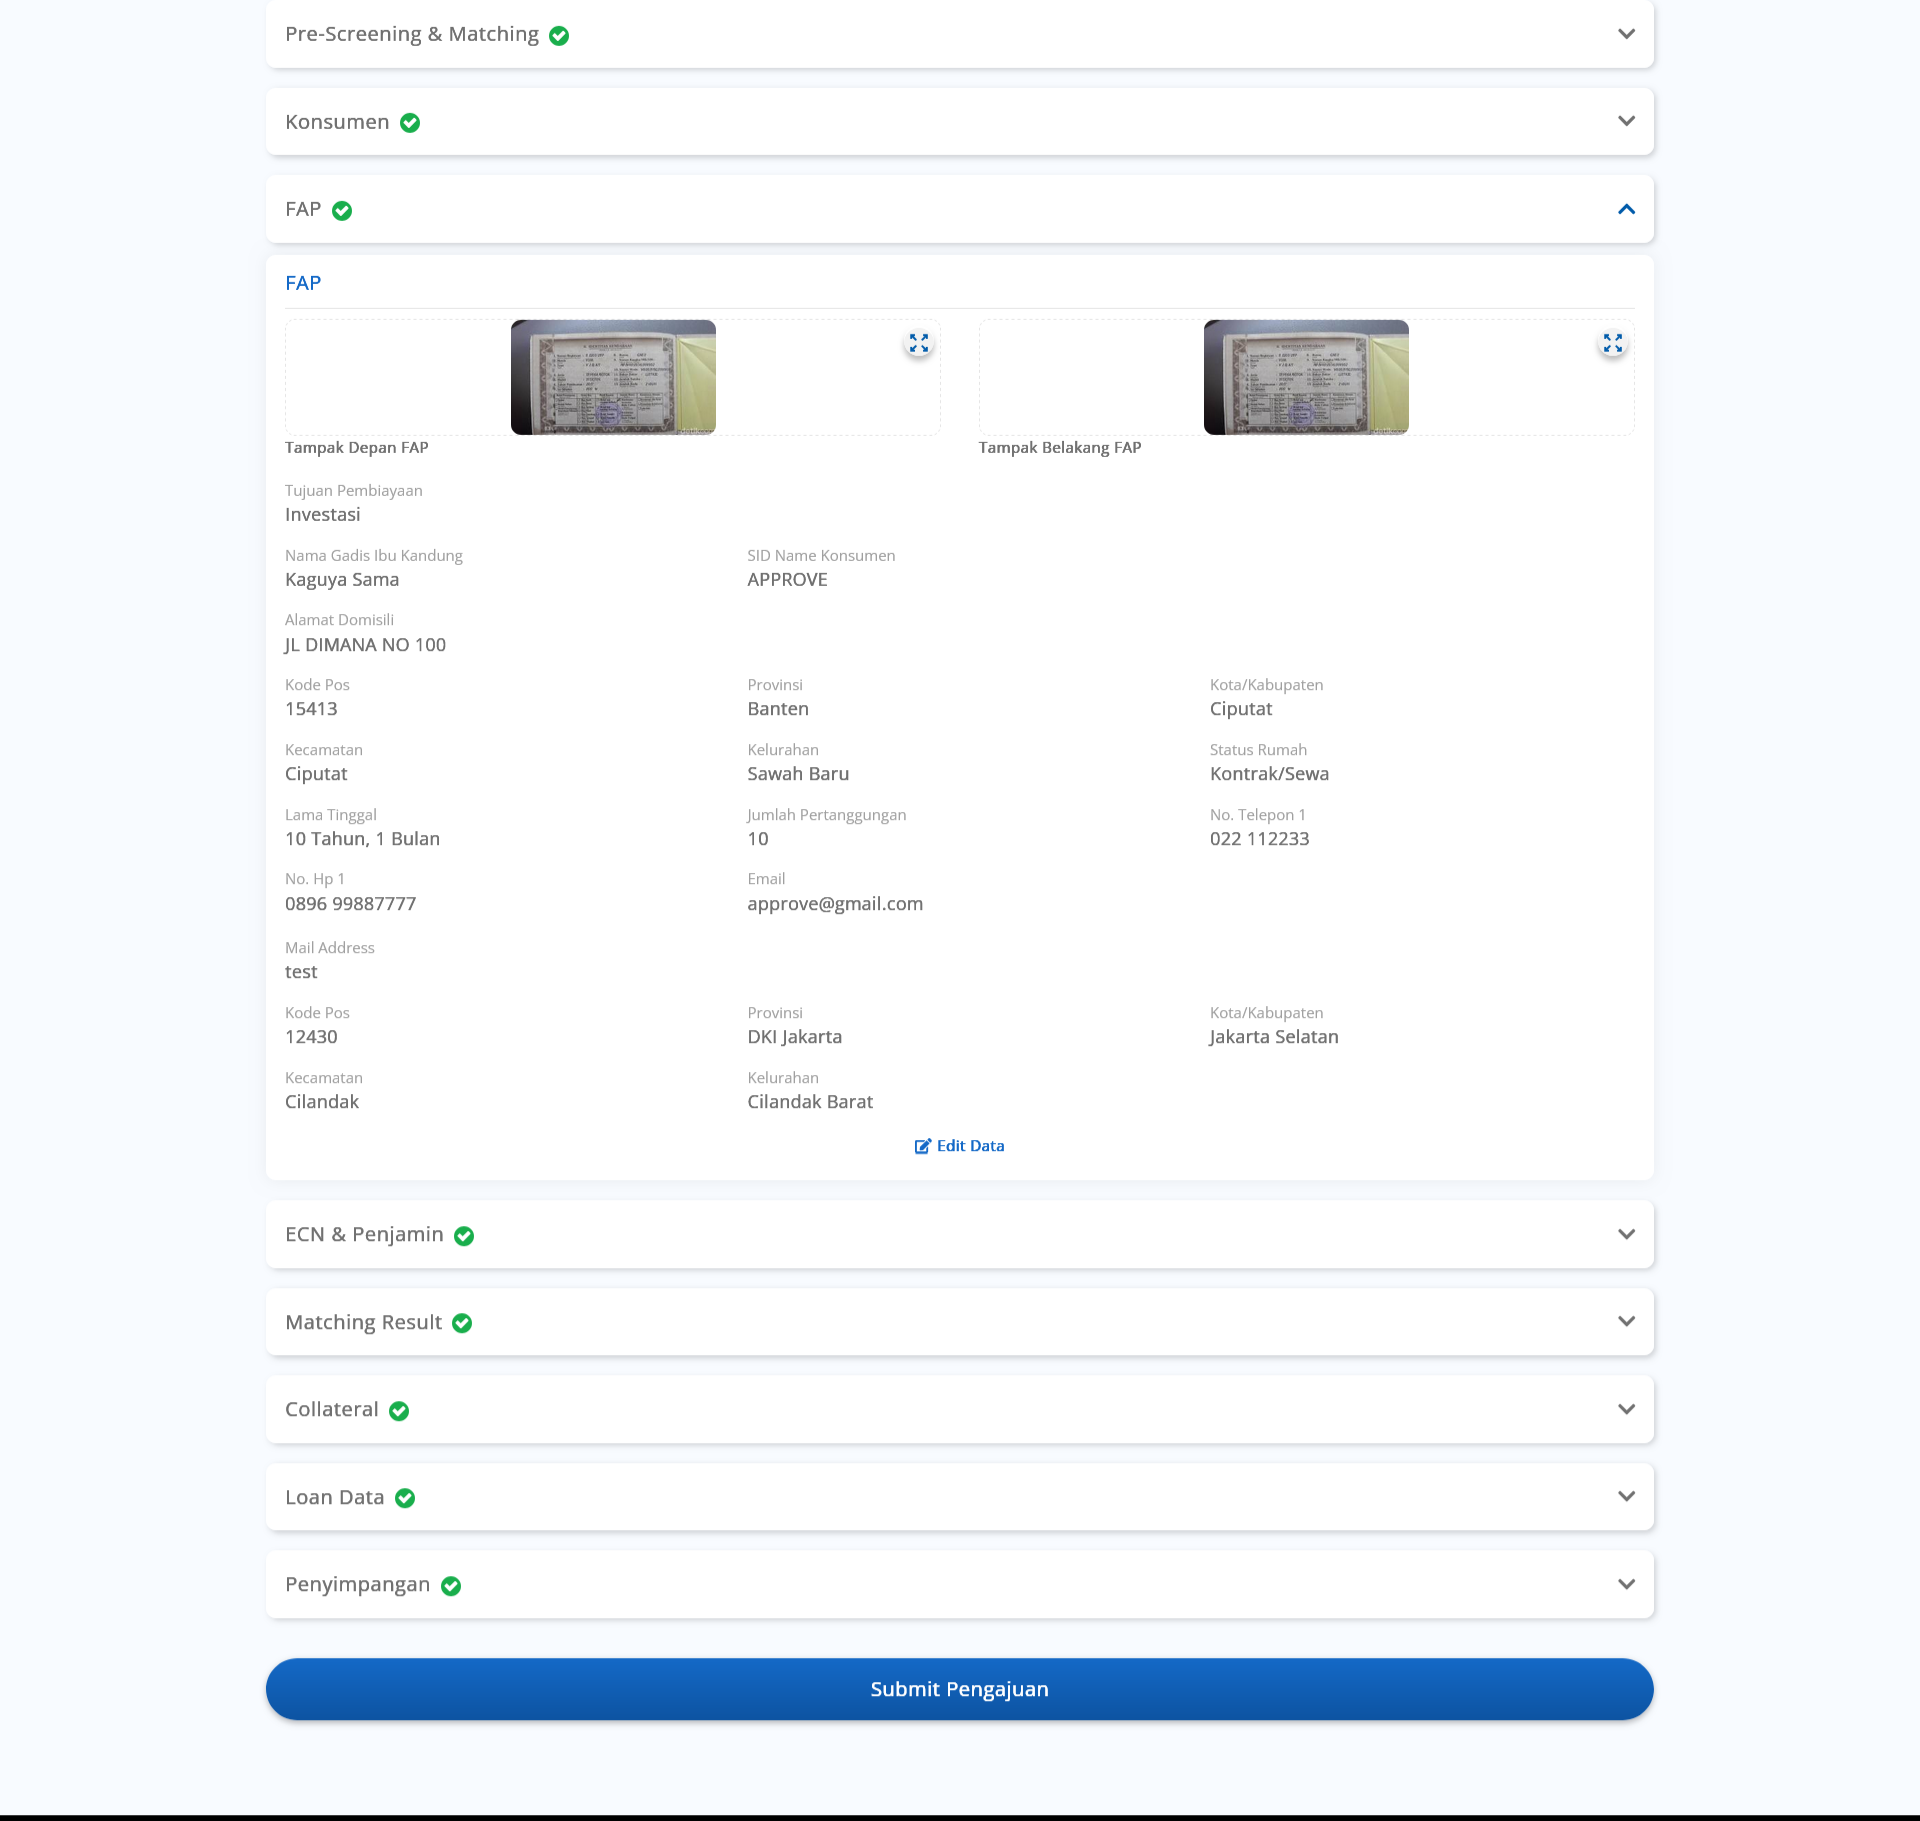 Pre-Screening & Matching
Konsumen
FAP
FAP
Tampak Depan FAP
Tampak Belakang FAP
Tujuan Pembiayaan
Investasi
Nama Gadis Ibu Kandung
SID Name Konsumen
Kaguya Sama
APPROVE
Alamat Domisili
JL DIMANA NO 100
Kode Pos
Provinsi
Kota/Kabupaten
15413
Banten
Ciputat
Kecamatan
Kelurahan
Status Rumah
Ciputat
Sawah Baru
Kontrak/Sewa
Lama Tinggal
Jumlah Pertanggungan
No. Telepon 1
10 Tahun, 1 Bulan
10
022 112233
No. Hp 1
Email
0896 99887777
approve@gmail.com
Mail Address
test
Kode Pos
Provinsi
Kota/Kabupaten
12430
DKI Jakarta
Jakarta Selatan
Kecamatan
Kelurahan
Cilandak
Cilandak Barat
Edit Data
ECN & Penjamin
Matching Result
Collateral
Loan Data
Penyimpangan
Submit Pengajuan